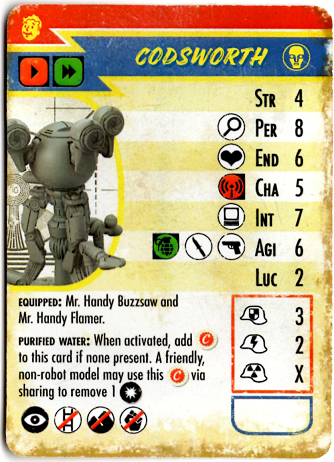 CODSWORTH
STR 4
PER 8
END 6
CHA 5
INT 7
AGI 6
LUC 2
EQUIPPED: Mr. Handy Buzzsaw and
Mr. Handy Flamer.
PURIFIED WATER: When activated, add C
to this card if none present. A friendly,
non-robot model may use this C via
sharing to remove 1
3
2
X